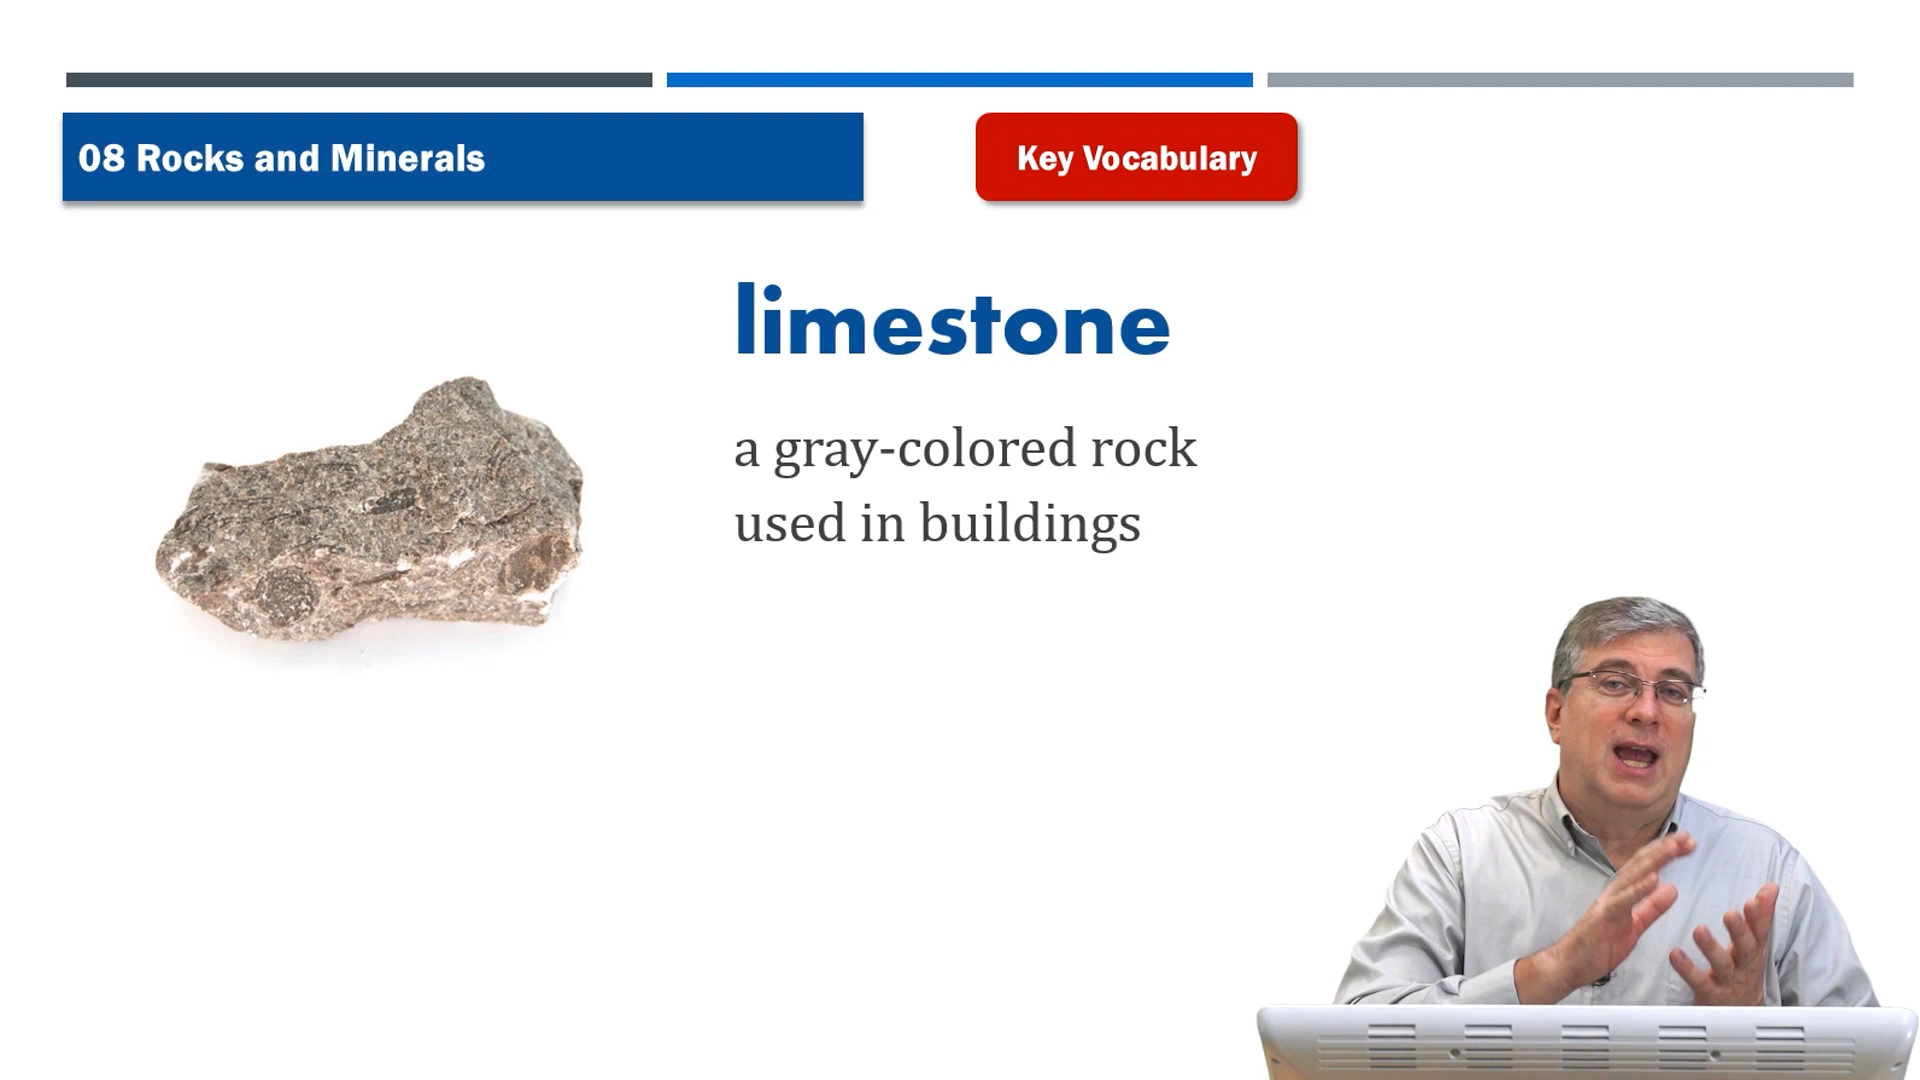 08 Rocks and Minerals
Key Vocabulary
limestone
a gray-colored rock
used in buildings